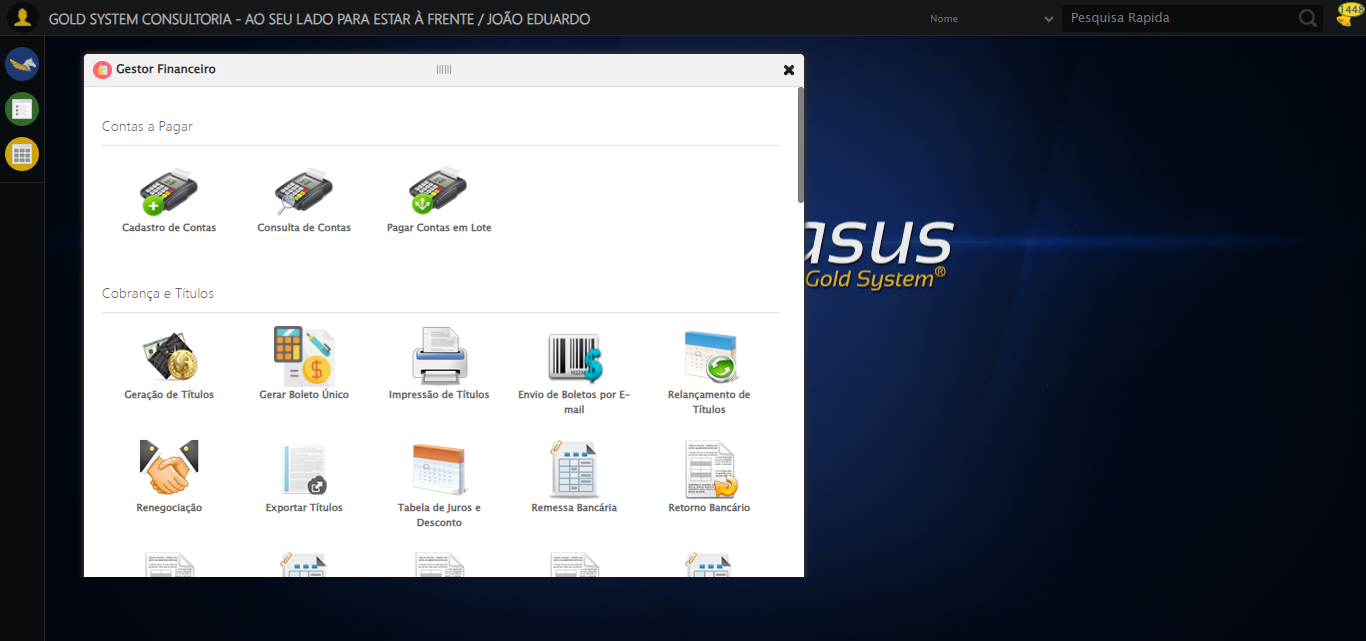 GOLD SYSTEM CONSULTORIA - AO SEU LADO PARA ESTAR À FRENTE / JOÃO EDUARDO
Nome
Pesquisa Rapida
1448
Gestor Financeiro
Contas a Pagar
Cadastro de Contas
Consulta de Contas
Pagar Contas em Lote
asus
Gold System®
Cobrança e Títulos
Geração de Títulos
Gerar Boleto Único
Impressão de Títulos
Envio de Boletos por E-
mail
Relançamento de
Títulos
Renegociação
Exportar Títulos
Tabela de Juros e
Desconto
Remessa Bancária
Retorno Bancário